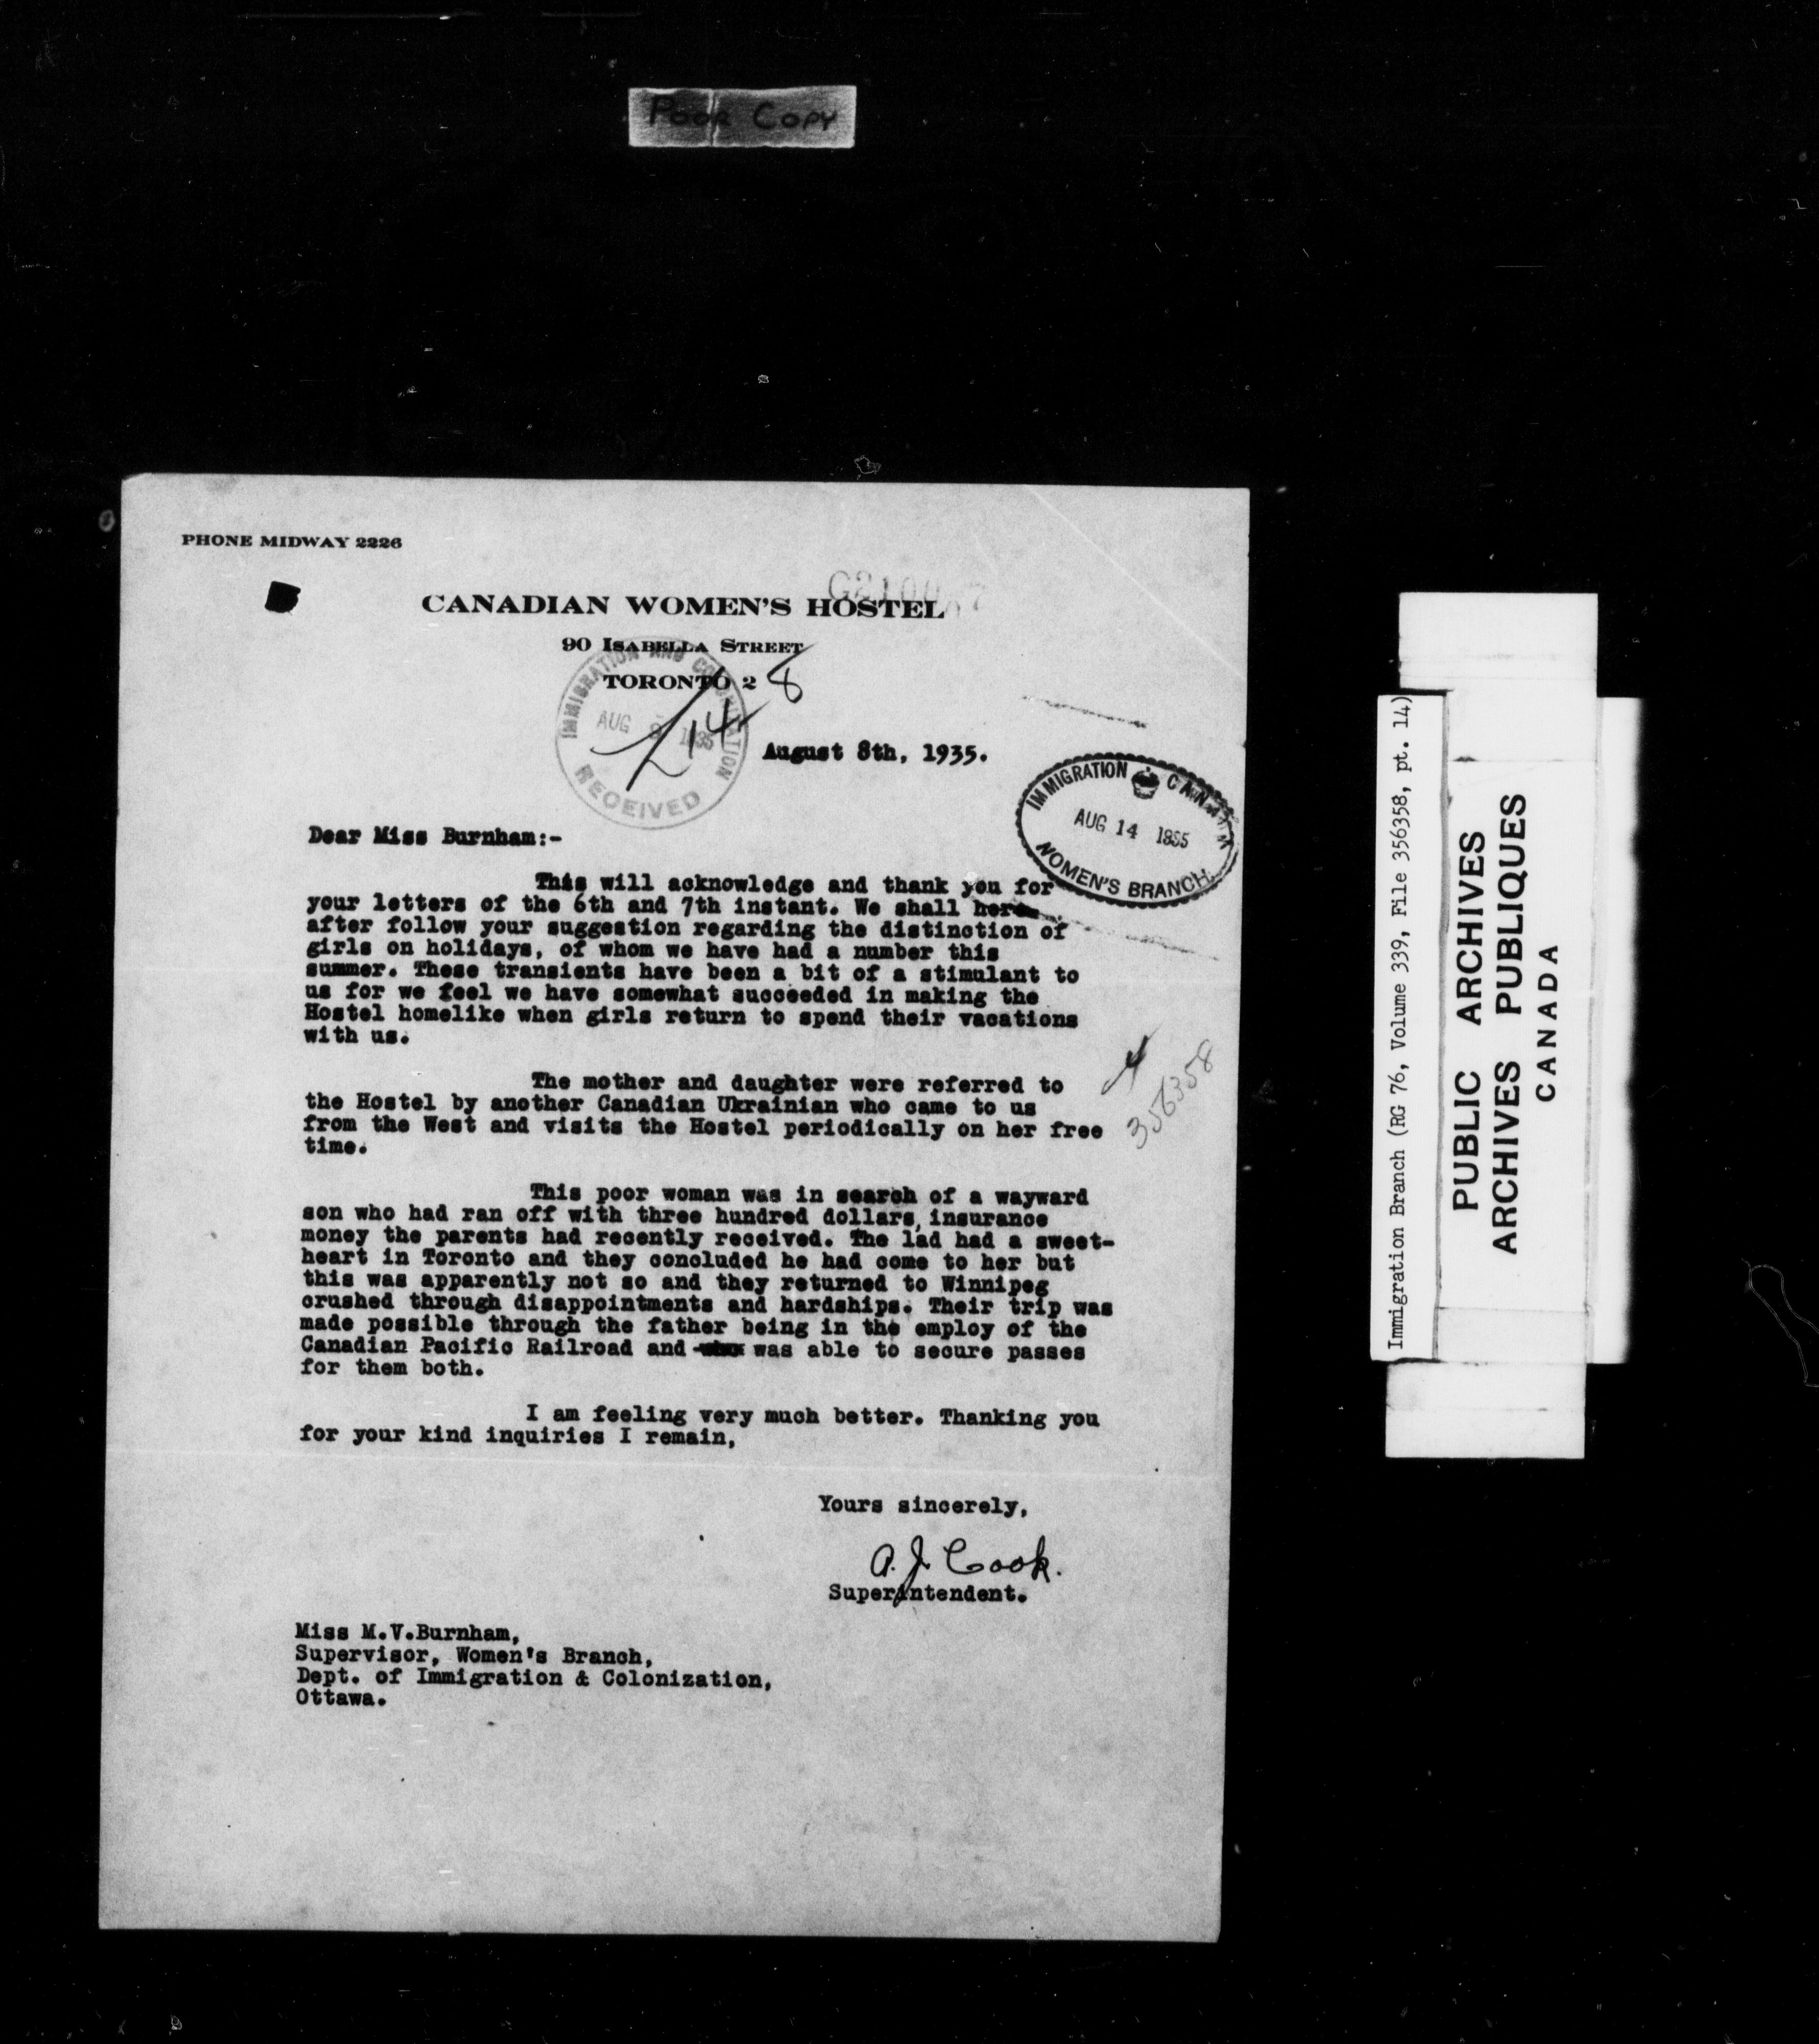 POOR COPY
PHONE MIDWAY 2226
CANADIAN WOMEN'S HOSTEL
90 ISABELLA STREET
TORONTO 2
8
14
IMMIGRATION AND COLONIZATION
AUG 1935
RECEIVED
August 8th, 1935.
IMMIGRATION CANADA
AUG 14 1935
WOMEN'S BRANCH
Dear Miss Burnham:-
This will acknowledge and thank you for
your letters of the 6th and 7th instant. We shall here
after follow your suggestion regarding the distinction of
girls on holidays, of whom we have had a number this
summer. These transients have been a bit of a stimulant to
us for we feel we have somewhat succeeded in making the
Hostel homelike when girls return to spend their vacations
with us.
The mother and daughter were referred to
the Hostel by another Canadian Ukrainian who came to us
from the West and visits the Hostel periodically on her free
time.
356358
This poor woman was in search of a wayward
son who had ran off with three hundred dollars, insurance
money the parents had recently received. The lad had a sweet-
heart in Toronto and they concluded he had come to her but
this was apparently not so and they returned to Winnipeg
crushed through disappointments and hardships. Their trip was
made possible through the father being in the employ of the
Canadian Pacific Railroad and was able to secure passes
for them both.
I am feeling very much better. Thanking you
for your kind inquiries I remain,
Yours sincerely,
A. J. Cook.
Superintendent.
Miss M.V.Burnham,
Supervisor, Women's Branch,
Dept. of Immigration & Colonization,
Ottawa.
Immigration Branch (RG 76, Volume 339, File 356358, pt. 14)
PUBLIC ARCHIVES
ARCHIVES PUBLIQUES
CANADA